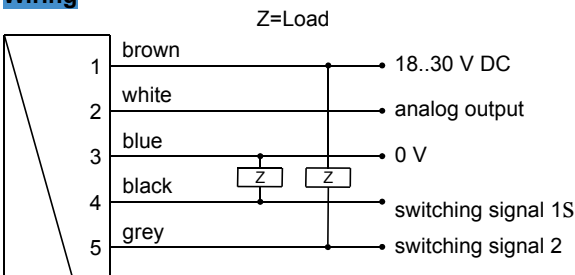 Wiring
Z=Load
1 brown 18..30 V DC
2 white analog output
3 blue 0 V
Z Z
4 black switching signal 1S
5 grey switching signal 2